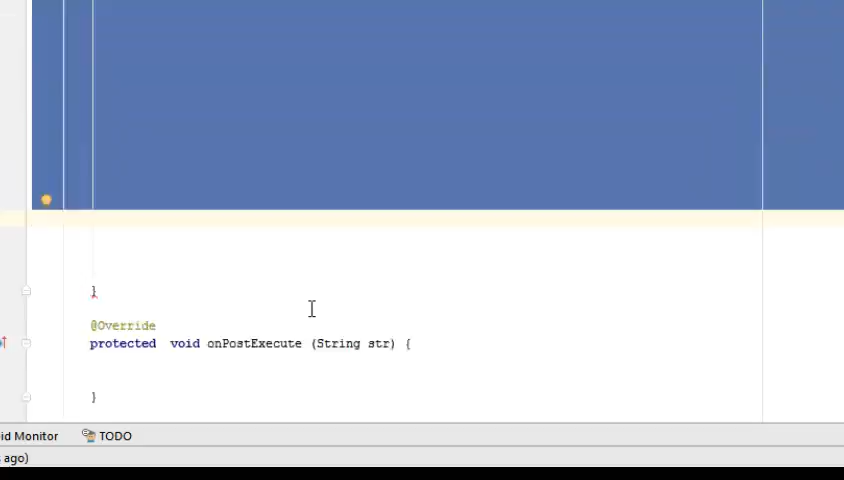 }
@Override
protected  void onPostExecute (String str) {
}
id Monitor TODO
ago)